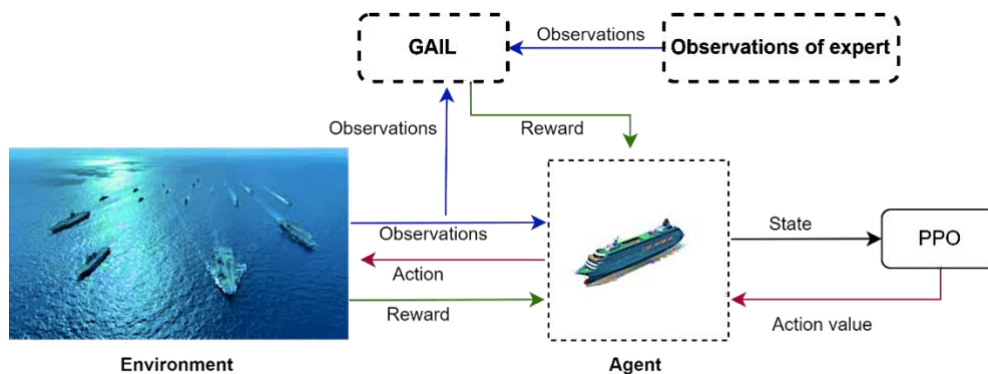 Observations
GAIL
Observations of expert
Observations
Reward
Observations
State
PPO
Action
Reward
Action value
Environment
Agent